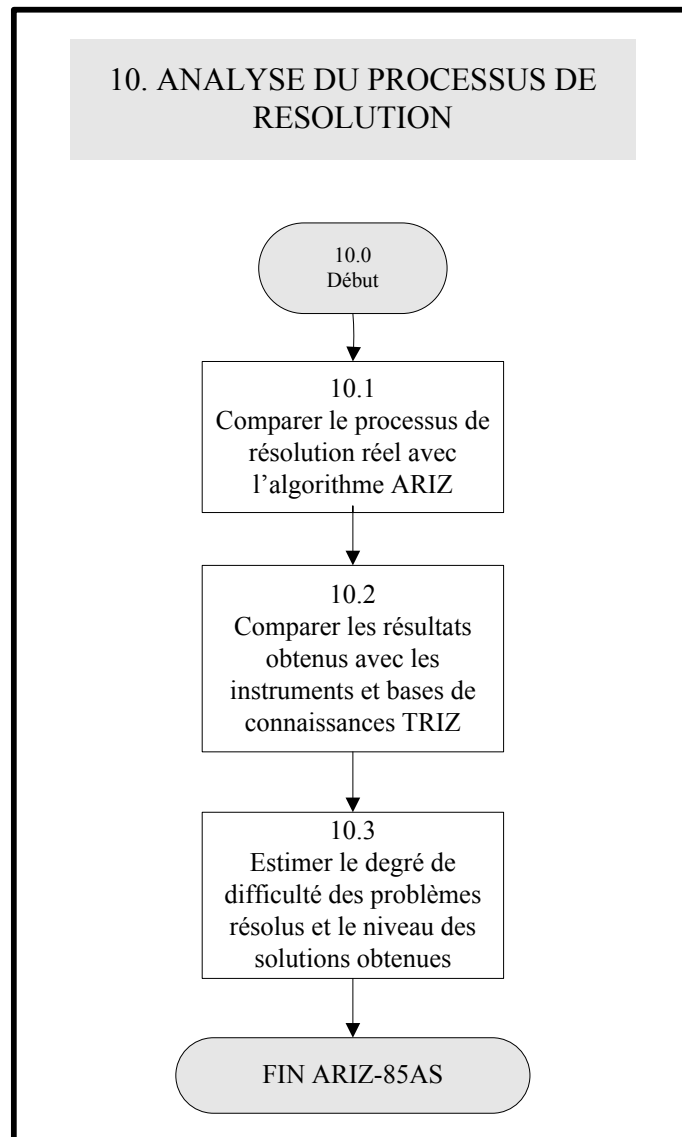 10. ANALYSE DU PROCESSUS DE
RESOLUTION
10.0
Début
10.1
Comparer le processus de
résolution réel avec
l’algorithme ARIZ
10.2
Comparer les résultats
obtenus avec les
instruments et bases de
connaissances TRIZ
10.3
Estimer le degré de
difficulté des problèmes
résolus et le niveau des
solutions obtenues
FIN ARIZ-85AS